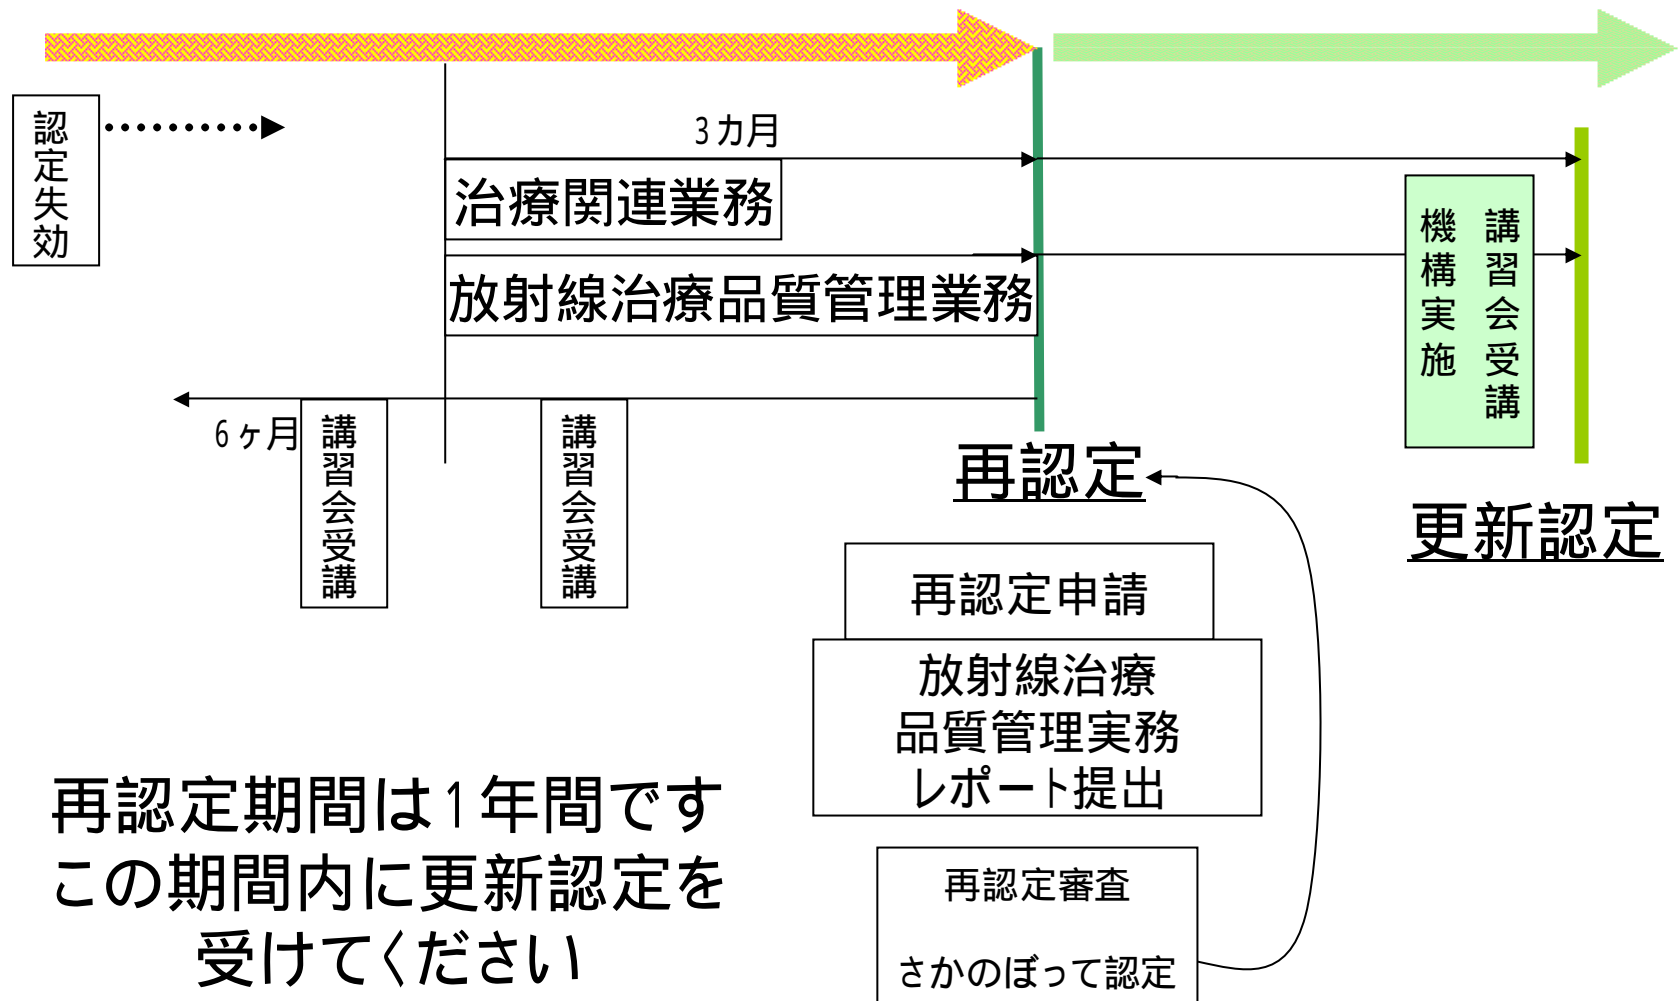 認定失効
3カ月
治療関連業務
放射線治療品質管理業務
講習会受講
機構実施
6ヶ月
講習会受講
講習会受講
再認定
更新認定
再認定申請
放射線治療
品質管理実務
レポート提出
再認定審査
さかのぼって認定
再認定期間は1年間です
この期間内に更新認定を
受けてください